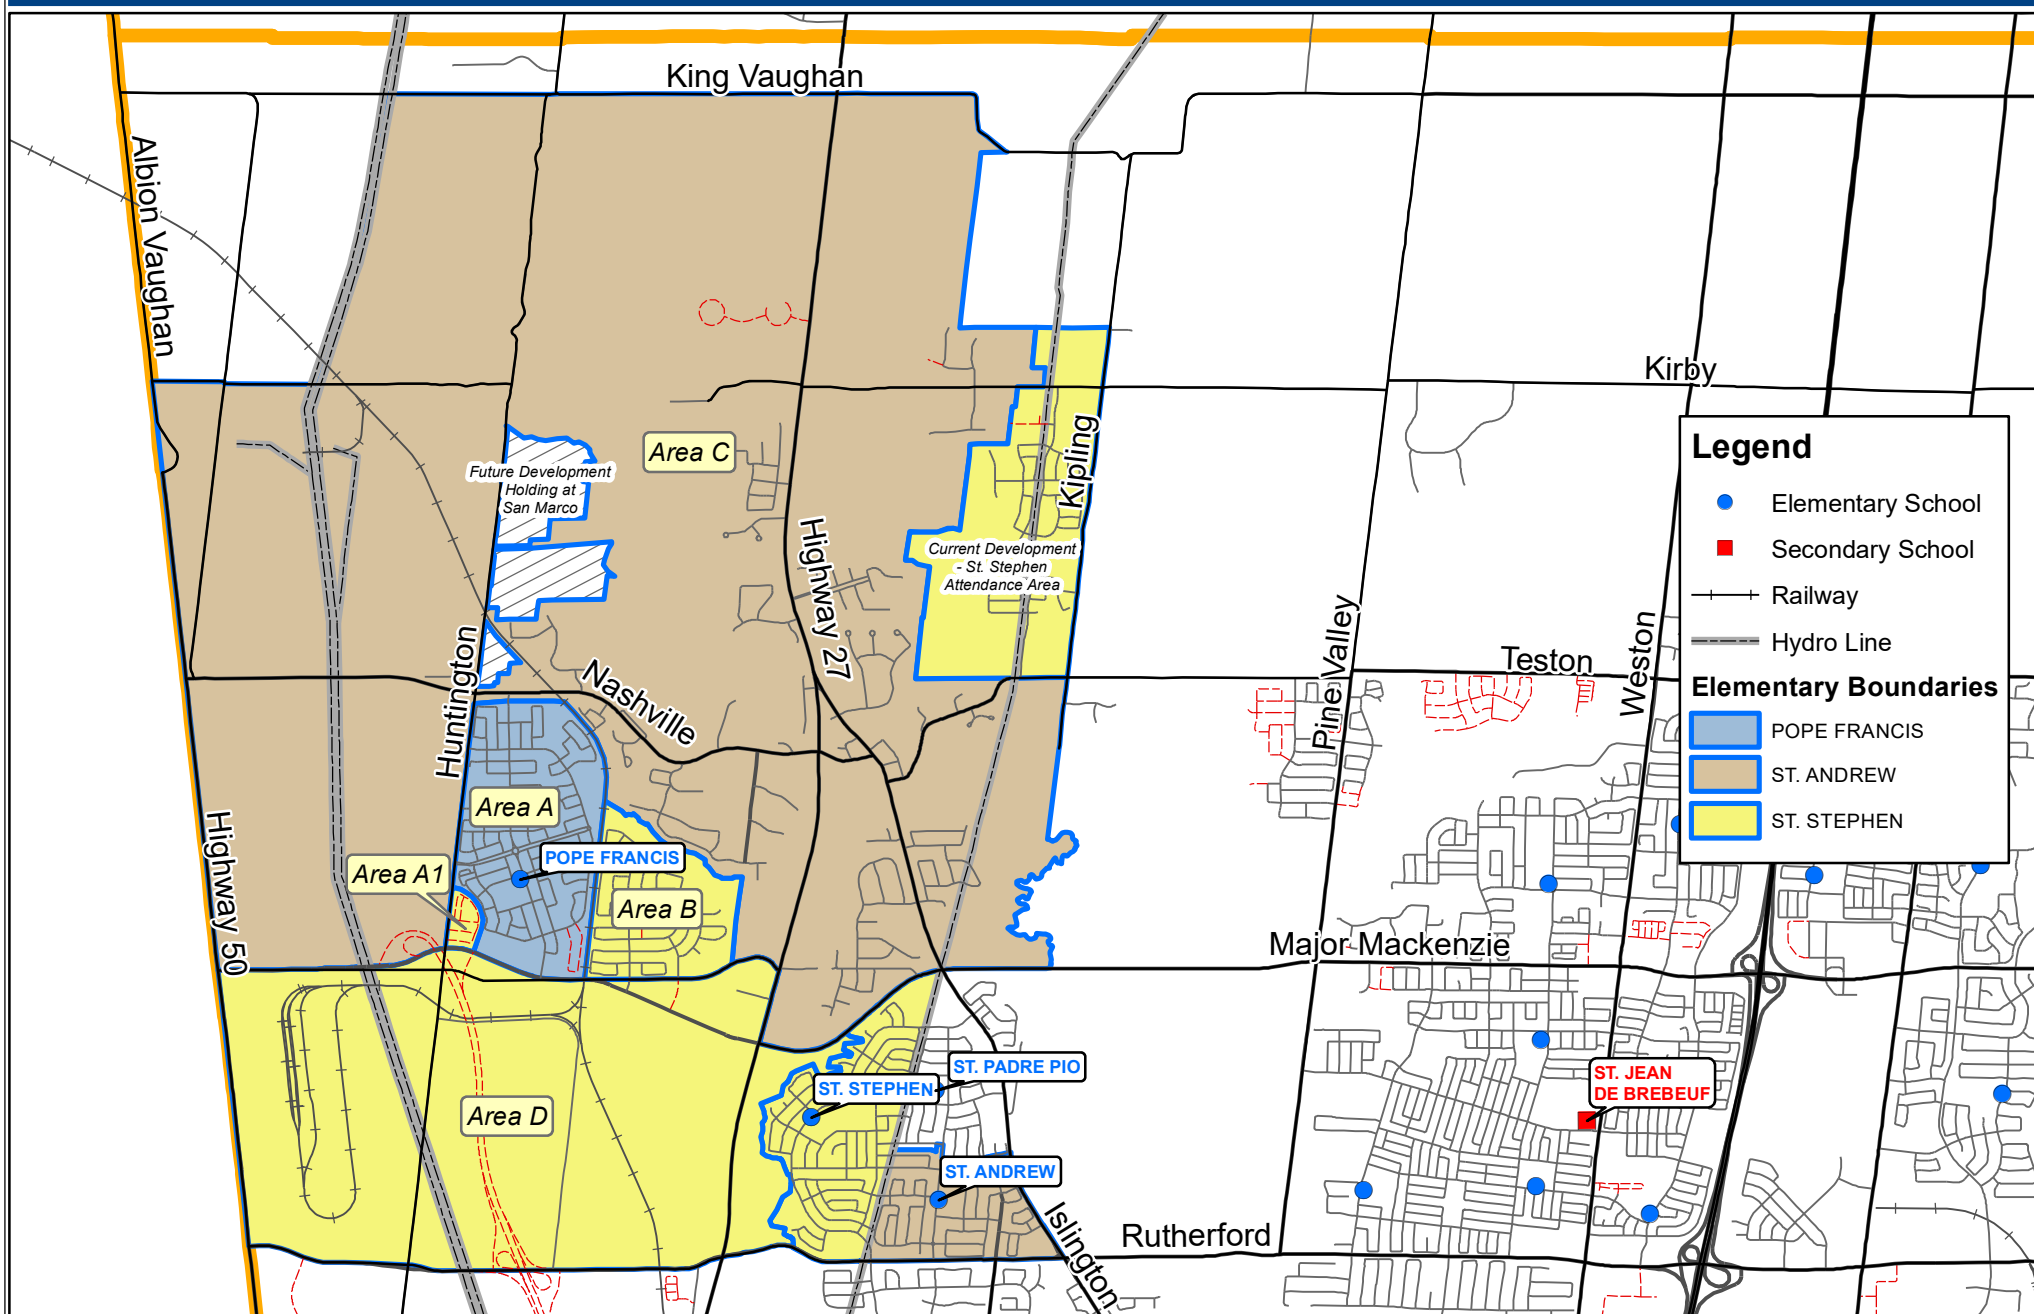 King Vaughan
Albion Vaughan
Kirby
Area C
Future Development
Holding at
San Marco
Kipling
Current Development
- St. Stephen
Attendance Area
Highway 27
Huntington
Nashville
Pine Valley
Teston
Weston
Legend
Elementary School
Secondary School
Railway
Hydro Line
Elementary Boundaries
POPE FRANCIS
ST. ANDREW
ST. STEPHEN
Area A
POPE FRANCIS
Area A1
Area B
Highway 50
Major Mackenzie
ST. PADRE PIO
ST. STEPHEN
ST. JEAN
DE BREBEUF
Area D
ST. ANDREW
Islington
Rutherford